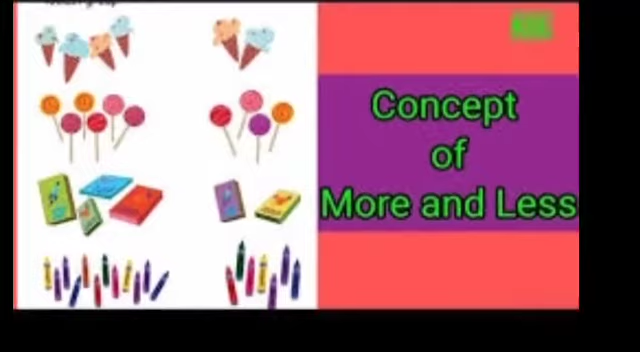 Concept
of
More and Less